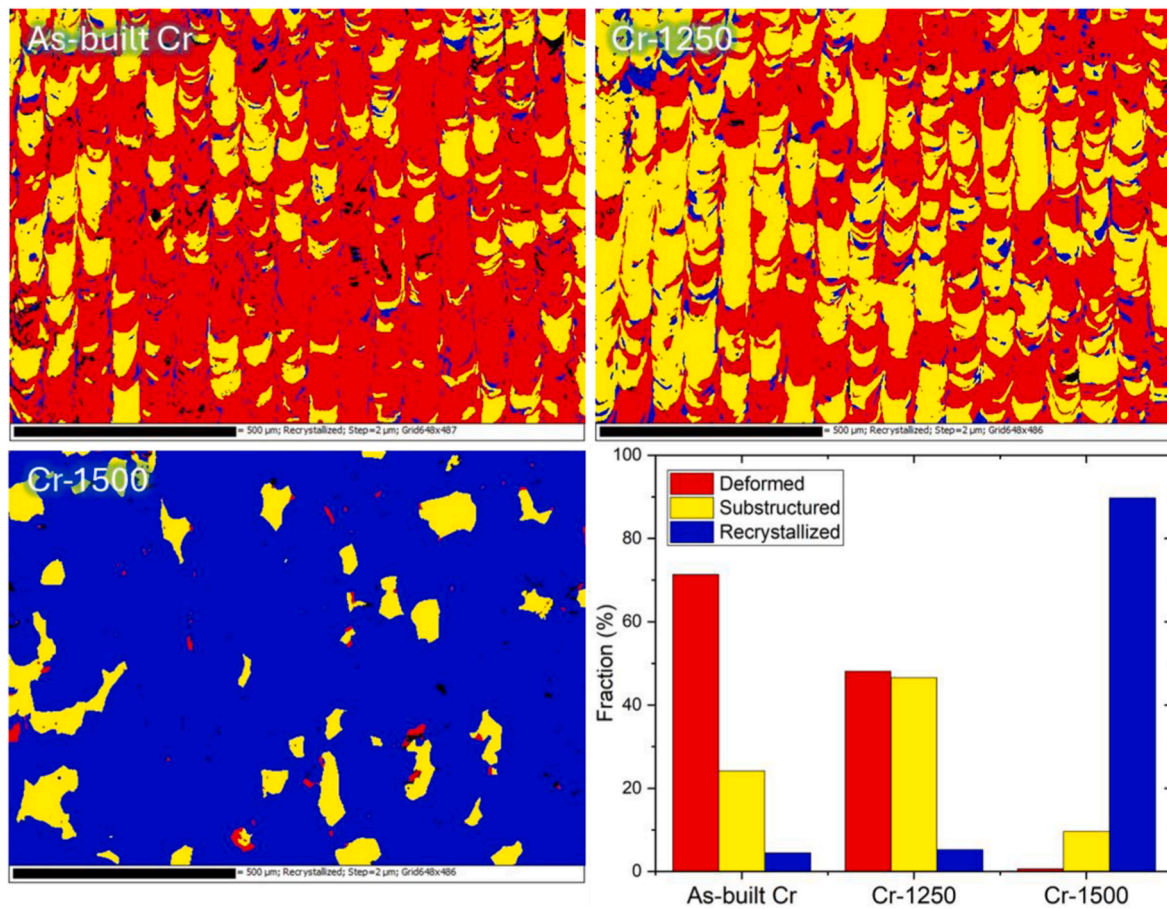 As-built Cr
Cr-1250
= 500 µm; Recrystallized; Step=2 µm; Grid648x487
= 500 µm; Recrystallized; Step=2 µm; Grid648x486
Cr-1500
= 500 µm; Recrystallized; Step=2 µm; Grid648x486
100
80
60
40
20
0
Fraction (%)
Deformed
Substructured
Recrystallized
As-built Cr
Cr-1250
Cr-1500